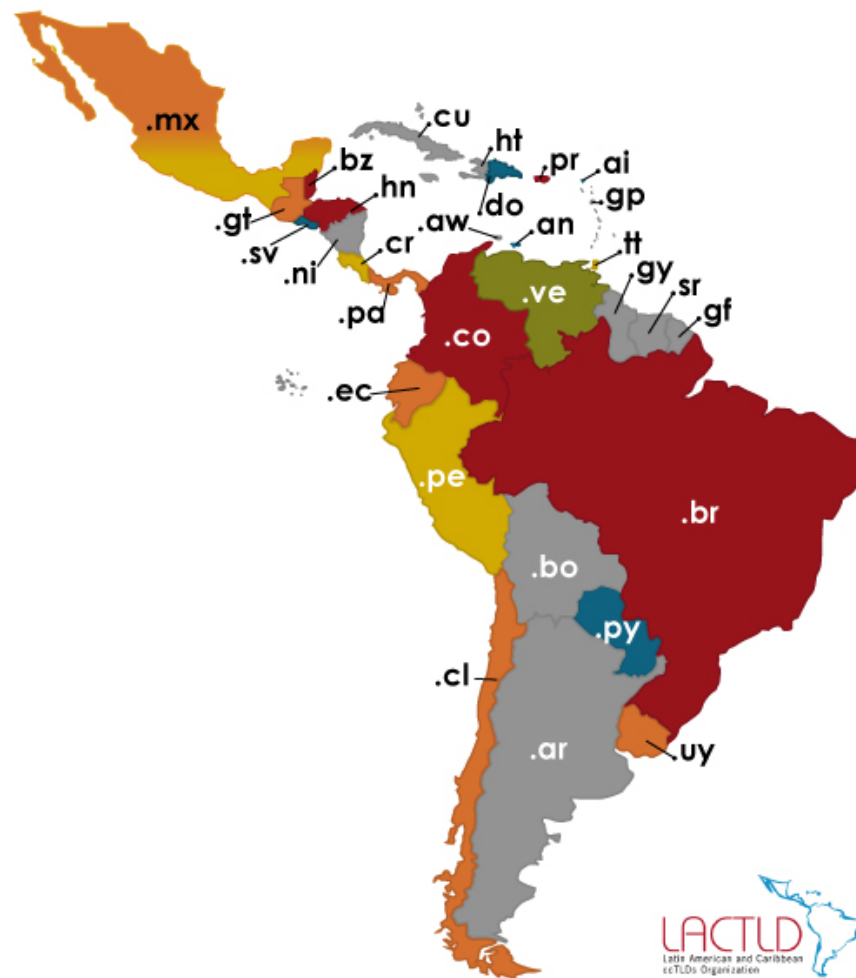 .mx
.cu
.ht
.bz
.pr
.ai
.hn
.gp
.do
.gt
.aw
.an
.sv
.tt
.cr
.ni
.gy
.ve
.sr
.pa
.gf
.co
.ec
.pe
.br
.bo
.py
.cl
.ar
.uy
LACTLD
Latin American and Caribbean
ccTLDs Organization